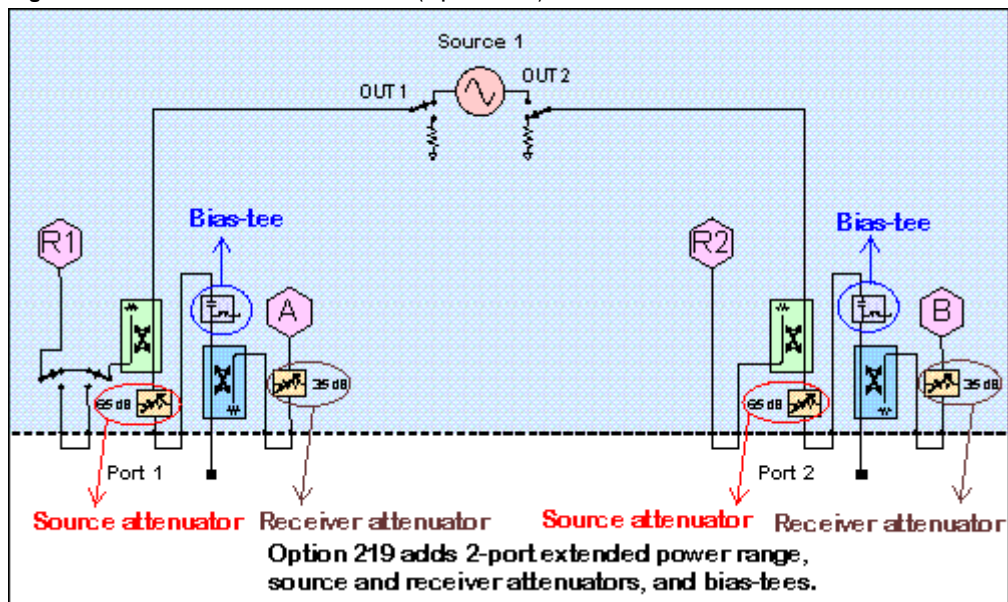 Source 1
OUT 1
OUT 2
Bias-tee
Bias-tee
R1
R2
A
B
65 dB
35 dB
65 dB
35 dB
Port 1
Port 2
Source attenuator
Receiver attenuator
Source attenuator
Receiver attenuator
Option 219 adds 2-port extended power range,
source and receiver attenuators, and bias-tees.